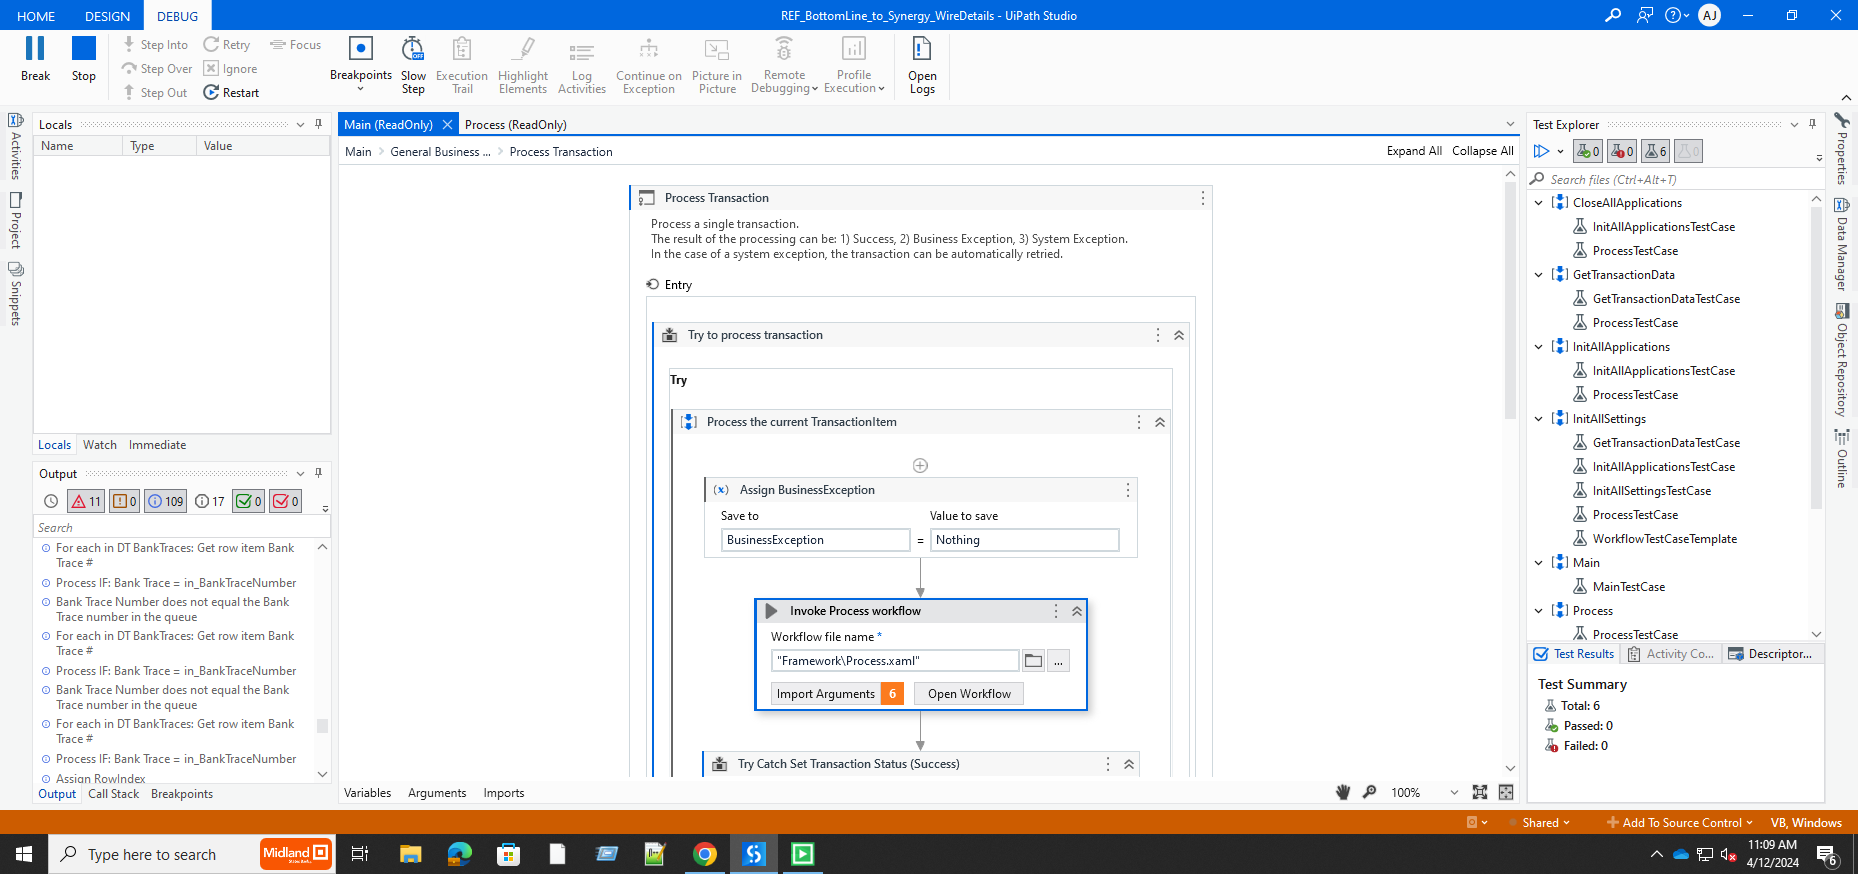 HOME DESIGN DEBUG
REF_BottomLine_to_Synergy_WireDetails - UiPath Studio
AJ
Break
Stop
Step Into
Step Over
Step Out
Retry
Ignore
Restart
Focus
Breakpoints
Slow Step
OFF
Execution Trail
Highlight Elements
Log Activities
Continue on Exception
Picture in Picture
Remote Debugging
Profile Execution
Open Logs
Activities
Project
Snippets
Locals
Name Type Value
Locals Watch Immediate
Output
11 0 109 17 0 0
Search
For each in DT BankTraces: Get row item Bank
Trace #
Process IF: Bank Trace = in_BankTraceNumber
Bank Trace Number does not equal the Bank
Trace number in the queue
For each in DT BankTraces: Get row item Bank
Trace #
Process IF: Bank Trace = in_BankTraceNumber
Bank Trace Number does not equal the Bank
Trace number in the queue
For each in DT BankTraces: Get row item Bank
Trace #
Process IF: Bank Trace = in_BankTraceNumber
Assign RowIndex
Output Call Stack Breakpoints
Main (ReadOnly) Process (ReadOnly)
Main General Business ... Process Transaction
Expand All Collapse All
Process Transaction
Process a single transaction.
The result of the processing can be: 1) Success, 2) Business Exception, 3) System Exception.
In the case of a system exception, the transaction can be automatically retried.
Entry
Try to process transaction
Try
Process the current TransactionItem
(x) Assign BusinessException
Save to Value to save
BusinessException = Nothing
Invoke Process workflow
Workflow file name *
"Framework\Process.xaml" ...
Import Arguments 6 Open Workflow
Try Catch Set Transaction Status (Success)
Variables Arguments Imports
100%
Test Explorer
0 0 6 0
Search files (Ctrl+Alt+T)
CloseAllApplications
InitAllApplicationsTestCase
ProcessTestCase
GetTransactionData
GetTransactionDataTestCase
ProcessTestCase
InitAllApplications
InitAllApplicationsTestCase
ProcessTestCase
InitAllSettings
GetTransactionDataTestCase
InitAllApplicationsTestCase
InitAllSettingsTestCase
ProcessTestCase
WorkflowTestCaseTemplate
Main
MainTestCase
Process
ProcessTestCase
Test Results Activity Co... Descriptor...
Test Summary
Total: 6
Passed: 0
Failed: 0
Properties
Data Manager
Object Repository
Outline
Shared Add To Source Control VB, Windows
Type here to search
Midland
11:09 AM
4/12/2024
6